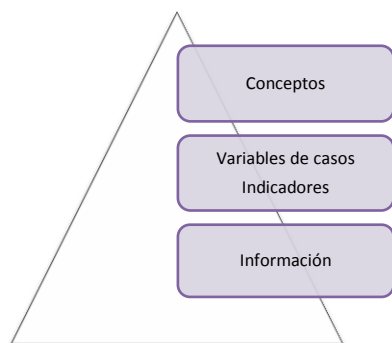 Conceptos
Variables de casos
Indicadores
Información